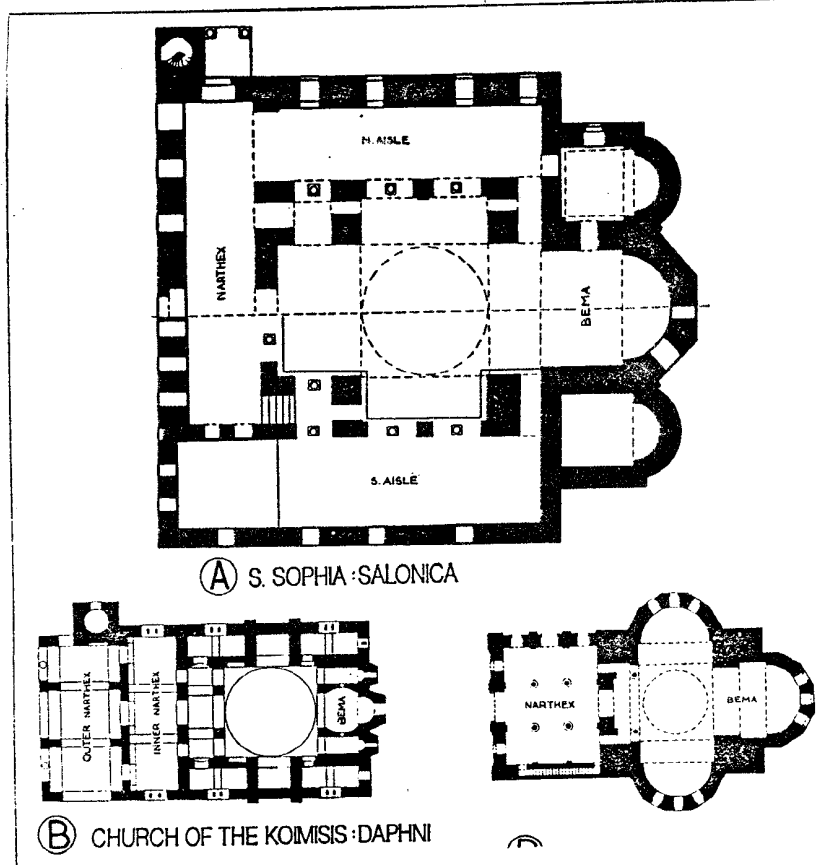 N. AISLE
NARTHEX
BEMA
S. AISLE
A S. SOPHIA : SALONICA
OUTER NARTHEX
INNER NARTHEX
BEMA
NARTHEX
BEMA
B CHURCH OF THE KOIMISIS : DAPHNI